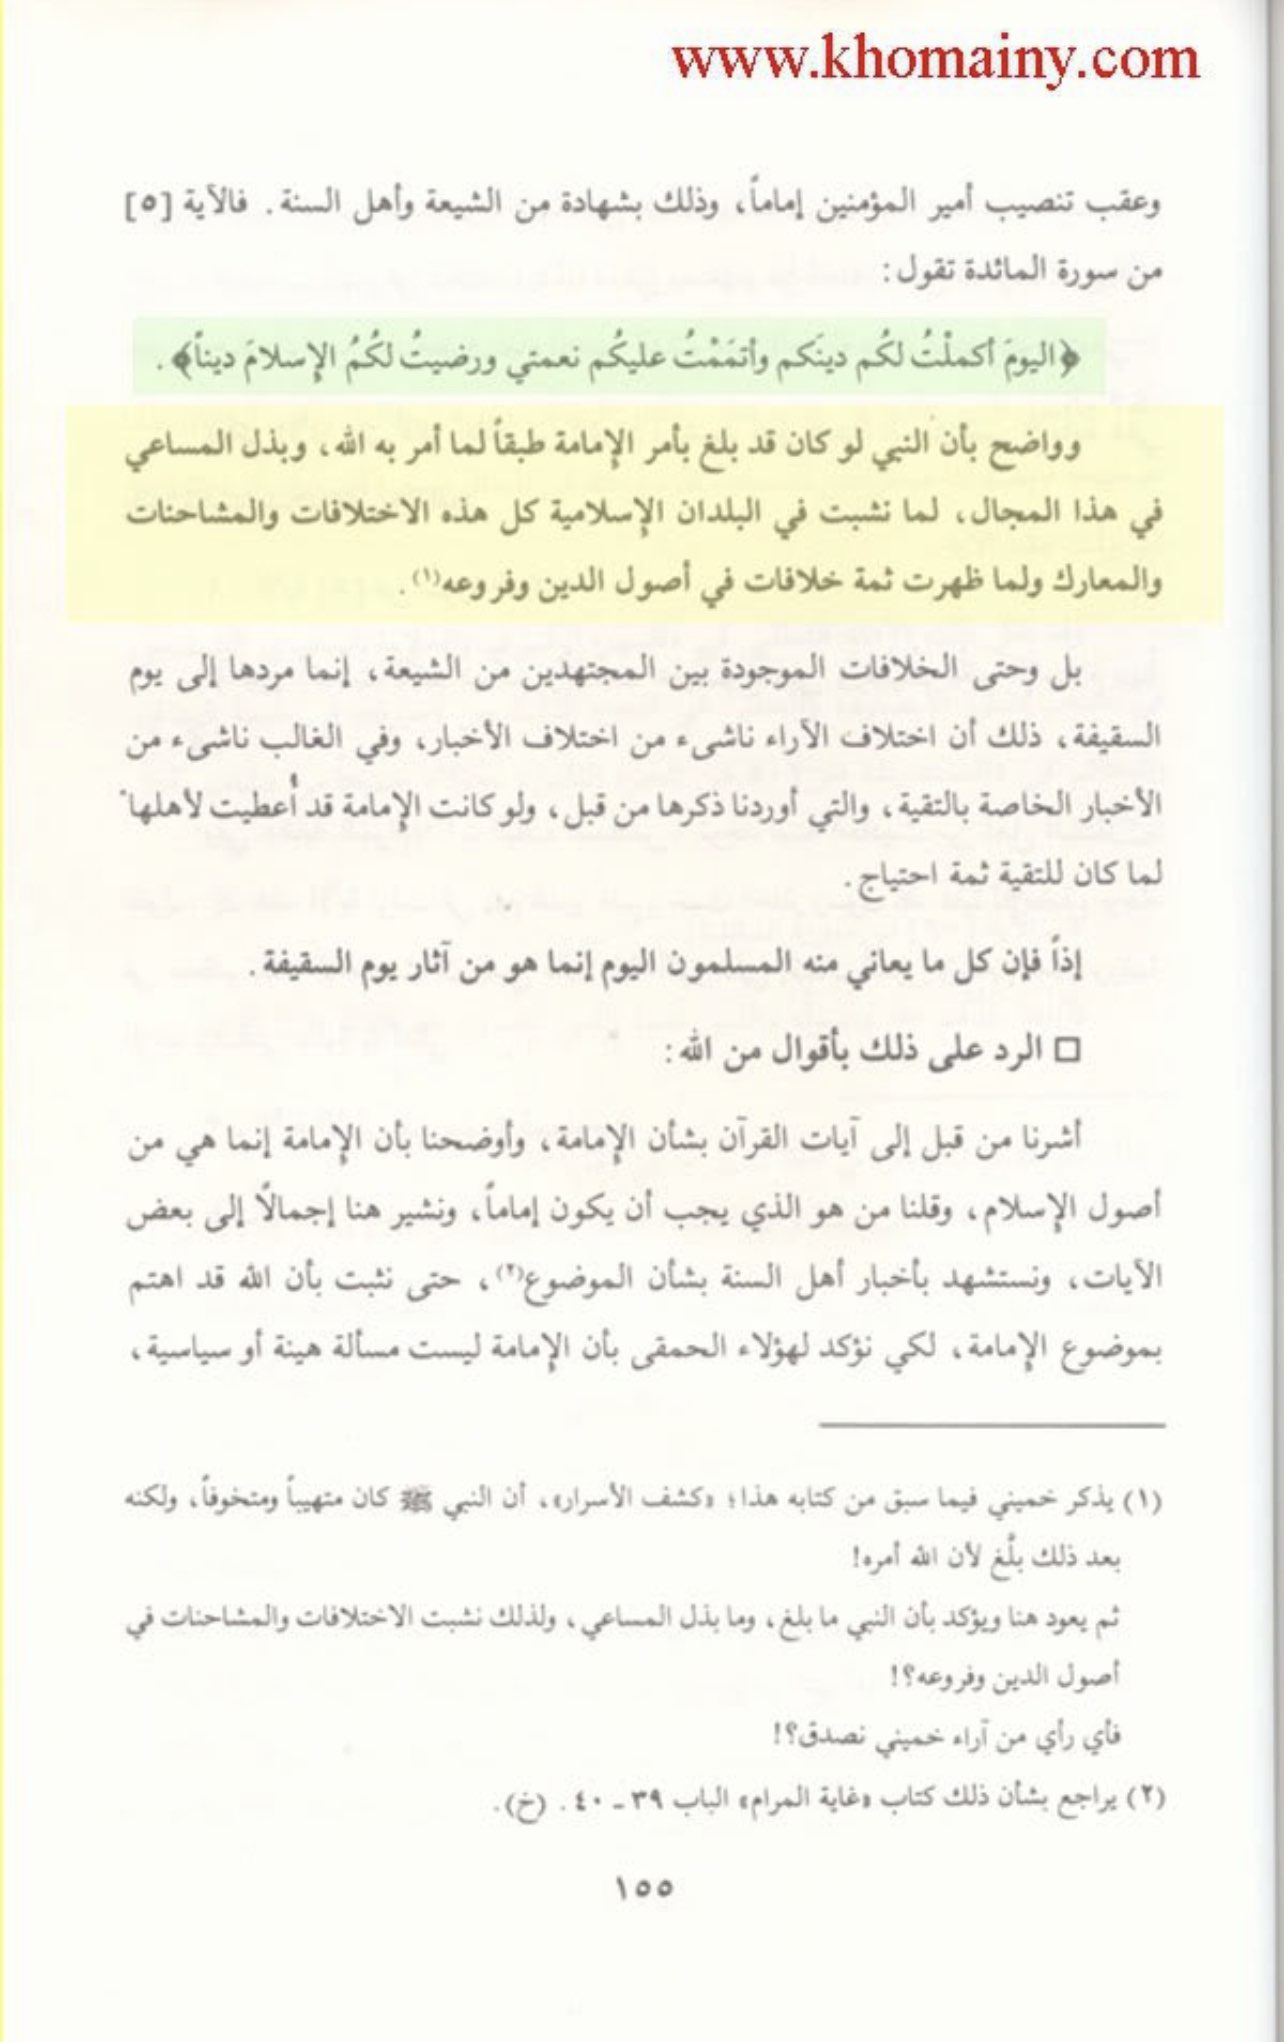 www.khomainy.com
وعقب تنصيب أمير المؤمنين إماماً، وذلك بشهادة من الشيعة وأهل السنة. فالآية [٥]
من سورة المائدة تقول:
﴿اليومَ أكملْتُ لكُم دينَكم وأتمَمْتُ عليكُم نعمتي ورضيتُ لكُمُ الإسلامَ ديناً﴾.
وواضح بأن النبي لو كان قد بلغ بأمر الإمامة طبقاً لما أمر به الله، وبذل المساعي
في هذا المجال، لما نشبت في البلدان الإسلامية كل هذه الاختلافات والمشاحنات
والمعارك ولما ظهرت ثمة خلافات في أصول الدين وفروعه(١).
بل وحتى الخلافات الموجودة بين المجتهدين من الشيعة، إنما مردها إلى يوم
السقيفة، ذلك أن اختلاف الآراء ناشىء من اختلاف الأخبار، وفي الغالب ناشىء من
الأخبار الخاصة بالتقية، والتي أوردنا ذكرها من قبل، ولو كانت الإمامة قد أُعطيت لأهلها
لما كان للتقية ثمة احتياج.
إذاً فإن كل ما يعاني منه المسلمون اليوم إنما هو من آثار يوم السقيفة.
□ الرد على ذلك بأقوال من الله:
أشرنا من قبل إلى آيات القرآن بشأن الإمامة، وأوضحنا بأن الإمامة إنما هي من
أصول الإسلام، وقلنا من هو الذي يجب أن يكون إماماً، ونشير هنا إجمالًا إلى بعض
الآيات، ونستشهد بأخبار أهل السنة بشأن الموضوع(٢)، حتى نثبت بأن الله قد اهتم
بموضوع الإمامة، لكي نؤكد لهؤلاء الحمقى بأن الإمامة ليست مسألة هينة أو سياسية،
(١) يذكر خميني فيما سبق من كتابه هذا؛ «كشف الأسرار»، أن النبي ﷺ كان متهيباً ومتخوفاً، ولكنه
بعد ذلك بلَّغ لأن الله أمره!
ثم يعود هنا ويؤكد بأن النبي ما بلغ، وما بذل المساعي، ولذلك نشبت الاختلافات والمشاحنات في
أصول الدين وفروعه؟!
فأي رأي من آراء خميني نصدق؟!
(٢) يراجع بشأن ذلك كتاب «غاية المرام» الباب ٣٩ ـ ٤٠. (خ).
١٥٥